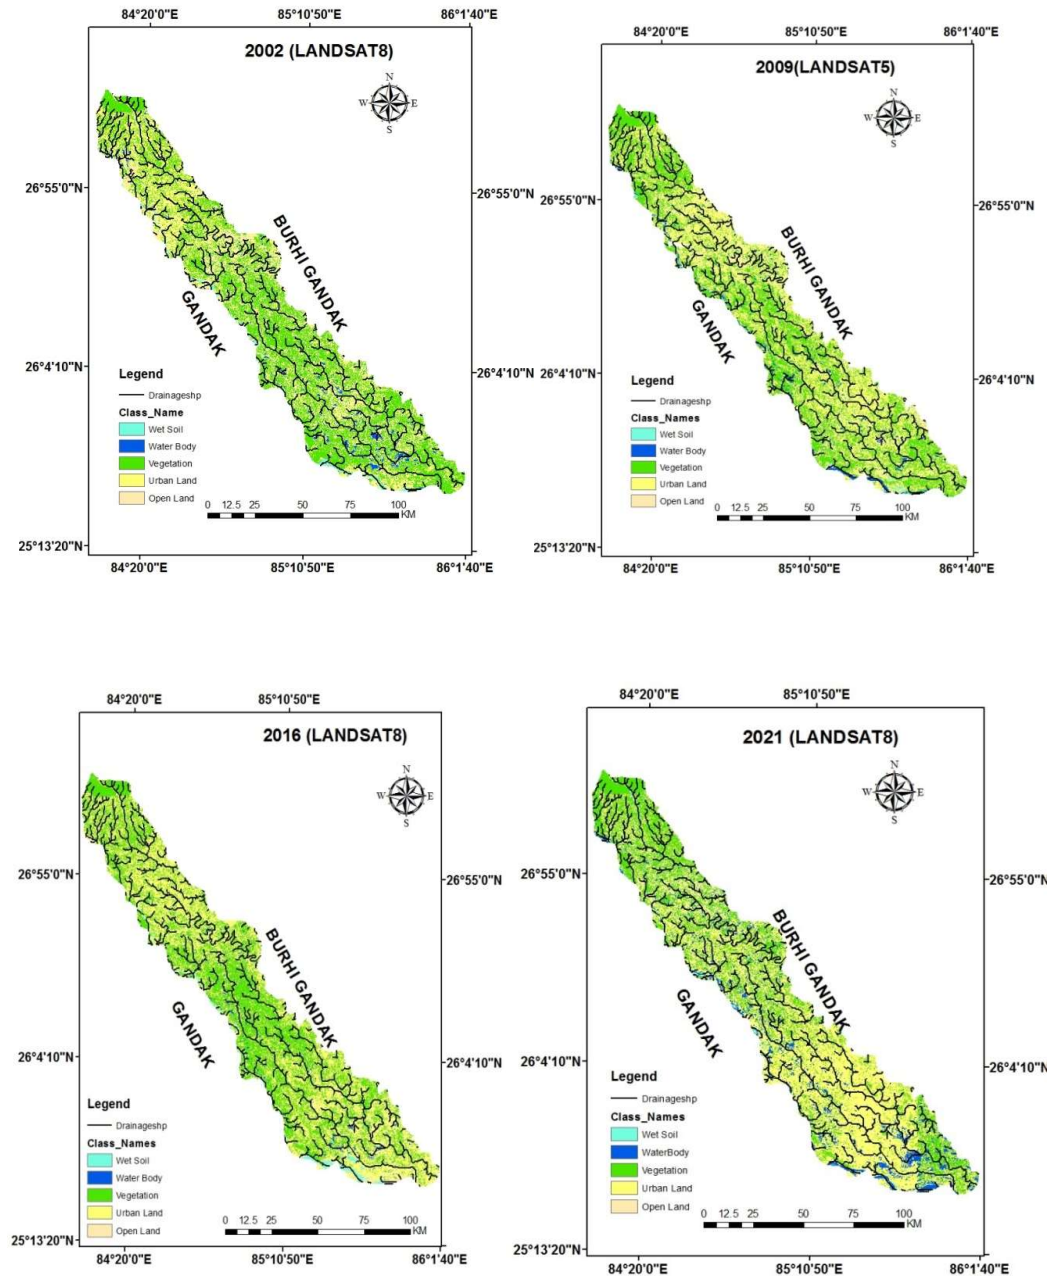 84°20'0"E 85°10'50"E 86°1'40"E
2002 (LANDSAT8)
N
W E
S
26°55'0"N 26°55'0"N
BURHI GANDAK
GANDAK
26°4'10"N 26°4'10"N
Legend
Drainageshp
Class_Name
Wet Soil
Water Body
Vegetation
Urban Land
Open Land
0 12.5 25 50 75 100
KM
25°13'20"N
84°20'0"E 85°10'50"E 86°1'40"E
84°20'0"E 85°10'50"E 86°1'40"E
2009(LANDSAT5)
N
W E
S
26°55'0"N 26°55'0"N
BURHI GANDAK
GANDAK
26°4'10"N 26°4'10"N
Legend
Drainageshp
Class_Names
Wet Soil
Water Body
Vegetation
Urban Land
Open Land
0 12.5 25 50 75 100
KM
25°13'20"N
84°20'0"E 85°10'50"E 86°1'40"E
84°20'0"E 85°10'50"E
2016 (LANDSAT8)
N
W E
S
26°55'0"N 26°55'0"N
BURHI GANDAK
GANDAK
26°4'10"N 26°4'10"N
Legend
Drainageshp
Class_Names
Wet Soil
Water Body
Vegetation
Urban Land
Open Land
0 12.5 25 50 75 100
KM
25°13'20"N
84°20'0"E 85°10'50"E 86°1'40"E
84°20'0"E 85°10'50"E
2021 (LANDSAT8)
N
W E
S
26°55'0"N 26°55'0"N
BURHI GANDAK
GANDAK
26°4'10"N 26°4'10"N
Legend
Drainageshp
Class_Names
Wet Soil
WaterBody
Vegetation
Urban Land
Open Land
0 12.5 25 50 75 100
KM
25°13'20"N
84°20'0"E 85°10'50"E 86°1'40"E